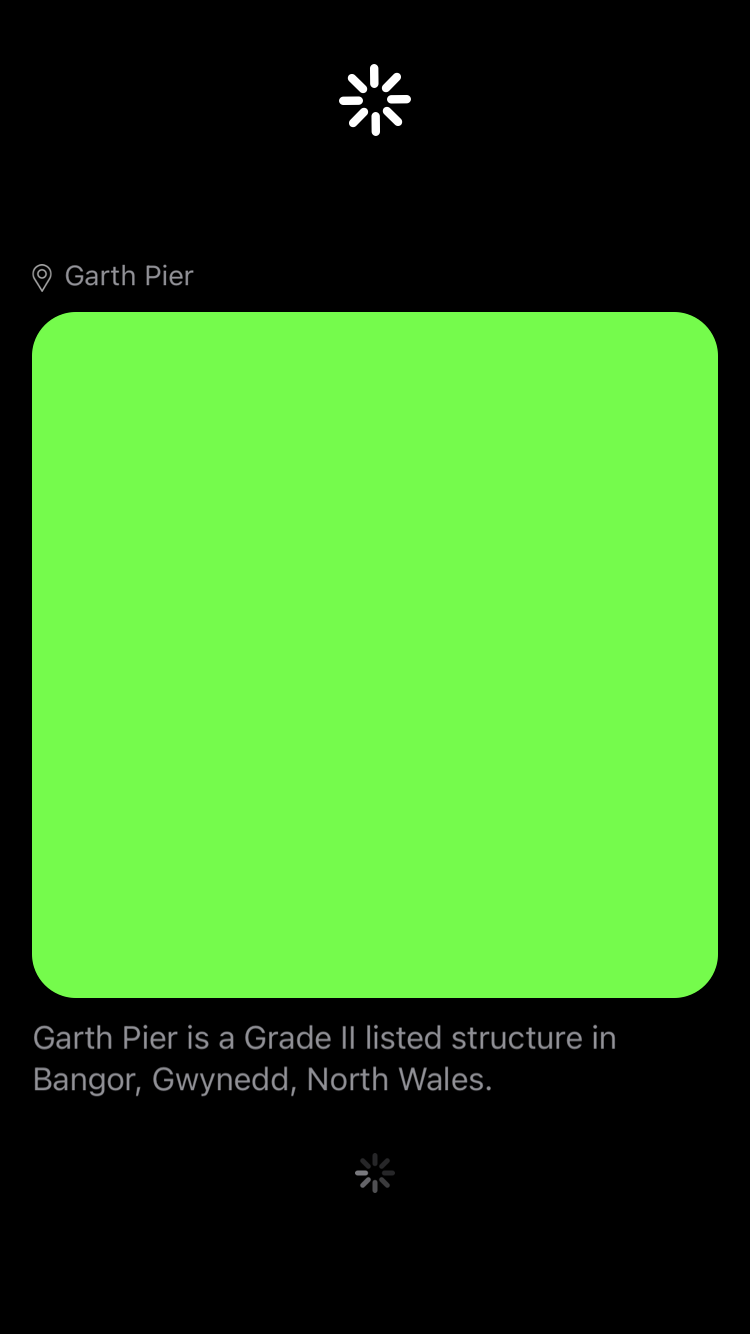 Garth Pier
Garth Pier is a Grade II listed structure in
Bangor, Gwynedd, North Wales.